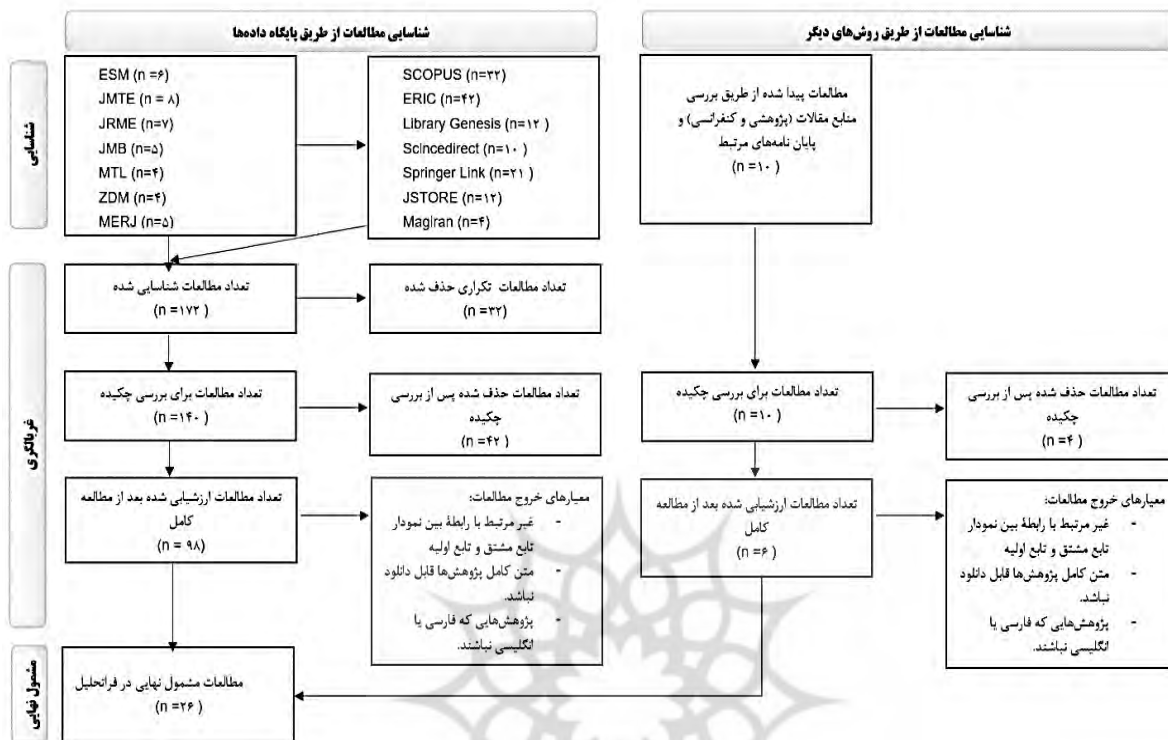 شناسایی مطالعات از طریق پایگاه داده‌ها
شناسایی مطالعات از طریق روش‌های دیگر
شناسایی
ESM (n =۶)
JMTE (n = ۸)
JRME (n=۷)
JMB (n=۵)
MTL (n=۴)
ZDM (n=۴)
MERJ (n=۵)
SCOPUS (n=۳۲)
ERIC (n=۴۲)
Library Genesis (n=۱۲ )
Scincedirect (n=۱۰ )
Springer Link (n=۲۱ )
JSTORE (n=۱۲)
Magiran (n=۴)
مطالعات پیدا شده از طریق بررسی
منابع مقالات (پژوهشی و کنفرانسی) و
پایان نامه‌های مرتبط
(n =۱۰ )
غربالگری
تعداد مطالعات شناسایی شده
(n =۱۷۲ )
تعداد مطالعات تکراری حذف شده
(n =۳۲)
تعداد مطالعات برای بررسی چکیده
(n =۱۴۰ )
تعداد مطالعات حذف شده پس از بررسی
چکیده
(n =۴۲ )
تعداد مطالعات برای بررسی چکیده
(n =۱۰ )
تعداد مطالعات حذف شده پس از بررسی
چکیده
(n =۴ )
تعداد مطالعات ارزشیابی شده بعد از مطالعه
کامل
(n = ۹۸)
معیارهای خروج مطالعات:
- غیر مرتبط با رابطهٔ بین نمودار
تابع مشتق و تابع اولیه
- متن کامل پژوهش‌ها قابل دانلود
نباشد.
- پژوهش‌هایی که فارسی یا
انگلیسی نباشند.
تعداد مطالعات ارزشیابی شده بعد از مطالعه
کامل
(n =۶ )
معیارهای خروج مطالعات:
- غیر مرتبط با رابطهٔ بین نمودار
تابع مشتق و تابع اولیه
- متن کامل پژوهش‌ها قابل دانلود
نباشد.
- پژوهش‌هایی که فارسی یا
انگلیسی نباشند.
مشمول نهایی
مطالعات مشمول نهایی در فراتحلیل
(n =۲۶ )